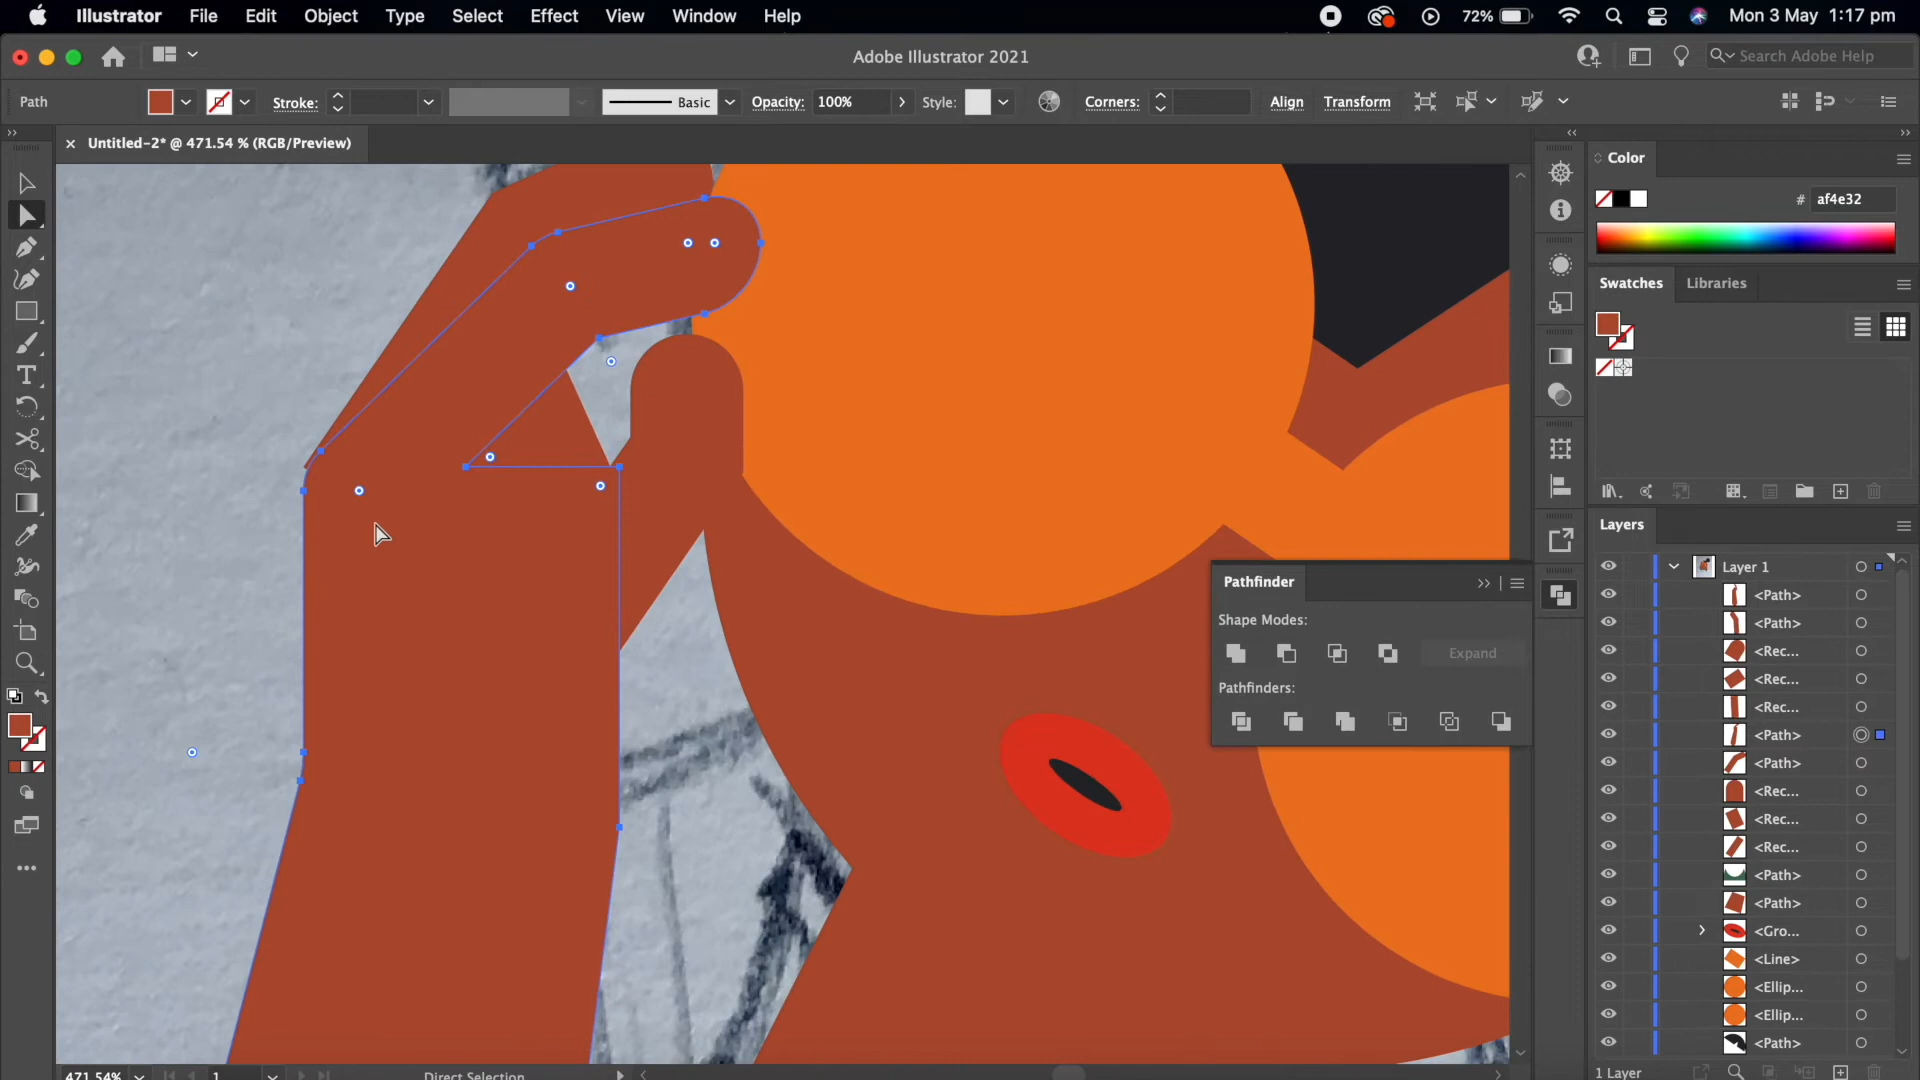 Illustrator File Edit Object Type Select Effect View Window Help 72% Mon 3 May 1:17 pm
Adobe Illustrator 2021 Search Adobe Help
Path Stroke: Basic Opacity: 100% Style: Corners: Align Transform
Untitled-2* @ 471.54 % (RGB/Preview)
Color
# af4e32
Swatches Libraries
Layers
Layer 1
<Path>
<Path>
<Rec...
<Rec...
<Rec...
<Path>
<Path>
<Rec...
<Rec...
<Rec...
<Path>
<Path>
<Gro...
<Line>
<Ellip...
<Ellip...
<Path>
1 Layer
Pathfinder
Shape Modes:
Expand
Pathfinders:
471.54% 1 Direct Selection